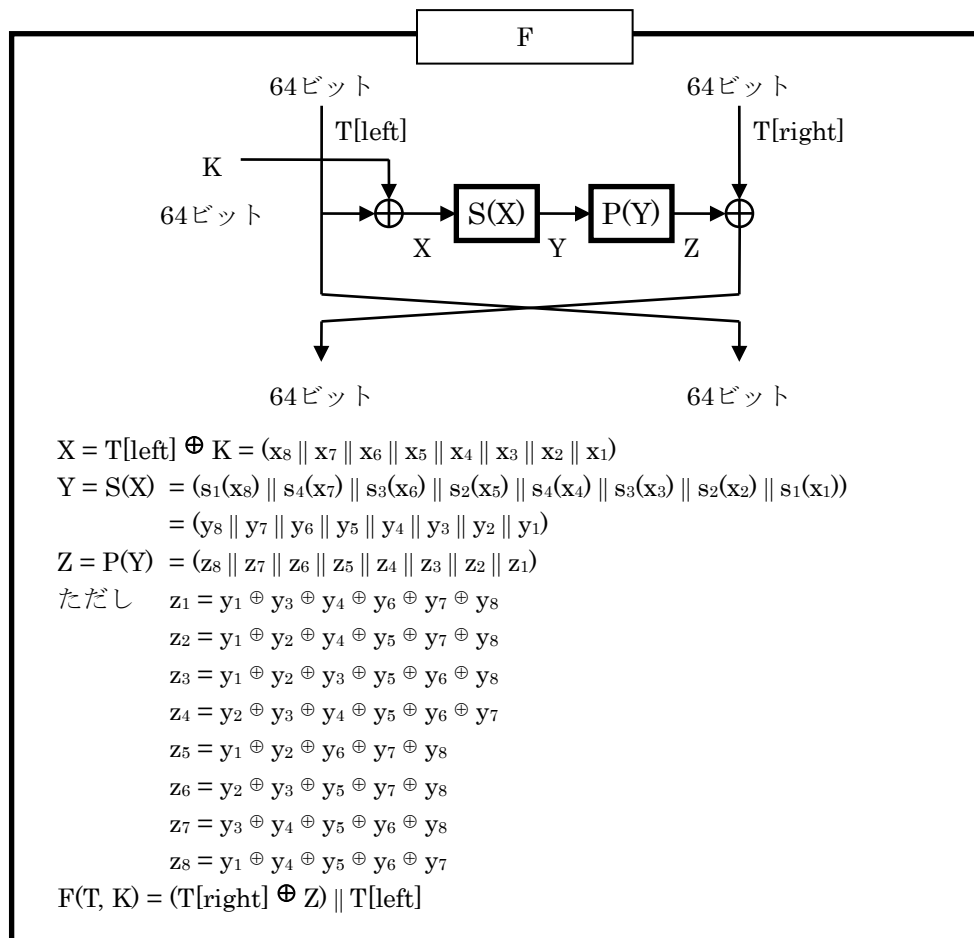 F
64ビット 64ビット
T[left] T[right]
K
64ビット S(X) P(Y)
X Y Z
64ビット 64ビット
X = T[left] ⊕ K = (x₈ || x₇ || x₆ || x₅ || x₄ || x₃ || x₂ || x₁)
Y = S(X) = (s₁(x₈) || s₄(x₇) || s₃(x₆) || s₂(x₅) || s₄(x₄) || s₃(x₃) || s₂(x₂) || s₁(x₁))
= (y₈ || y₇ || y₆ || y₅ || y₄ || y₃ || y₂ || y₁)
Z = P(Y) = (z₈ || z₇ || z₆ || z₅ || z₄ || z₃ || z₂ || z₁)
ただし z₁ = y₁ ⊕ y₃ ⊕ y₄ ⊕ y₆ ⊕ y₇ ⊕ y₈
z₂ = y₁ ⊕ y₂ ⊕ y₄ ⊕ y₅ ⊕ y₇ ⊕ y₈
z₃ = y₁ ⊕ y₂ ⊕ y₃ ⊕ y₅ ⊕ y₆ ⊕ y₈
z₄ = y₂ ⊕ y₃ ⊕ y₄ ⊕ y₅ ⊕ y₆ ⊕ y₇
z₅ = y₁ ⊕ y₂ ⊕ y₆ ⊕ y₇ ⊕ y₈
z₆ = y₂ ⊕ y₃ ⊕ y₅ ⊕ y₇ ⊕ y₈
z₇ = y₃ ⊕ y₄ ⊕ y₅ ⊕ y₆ ⊕ y₈
z₈ = y₁ ⊕ y₄ ⊕ y₅ ⊕ y₆ ⊕ y₇
F(T, K) = (T[right] ⊕ Z) || T[left]